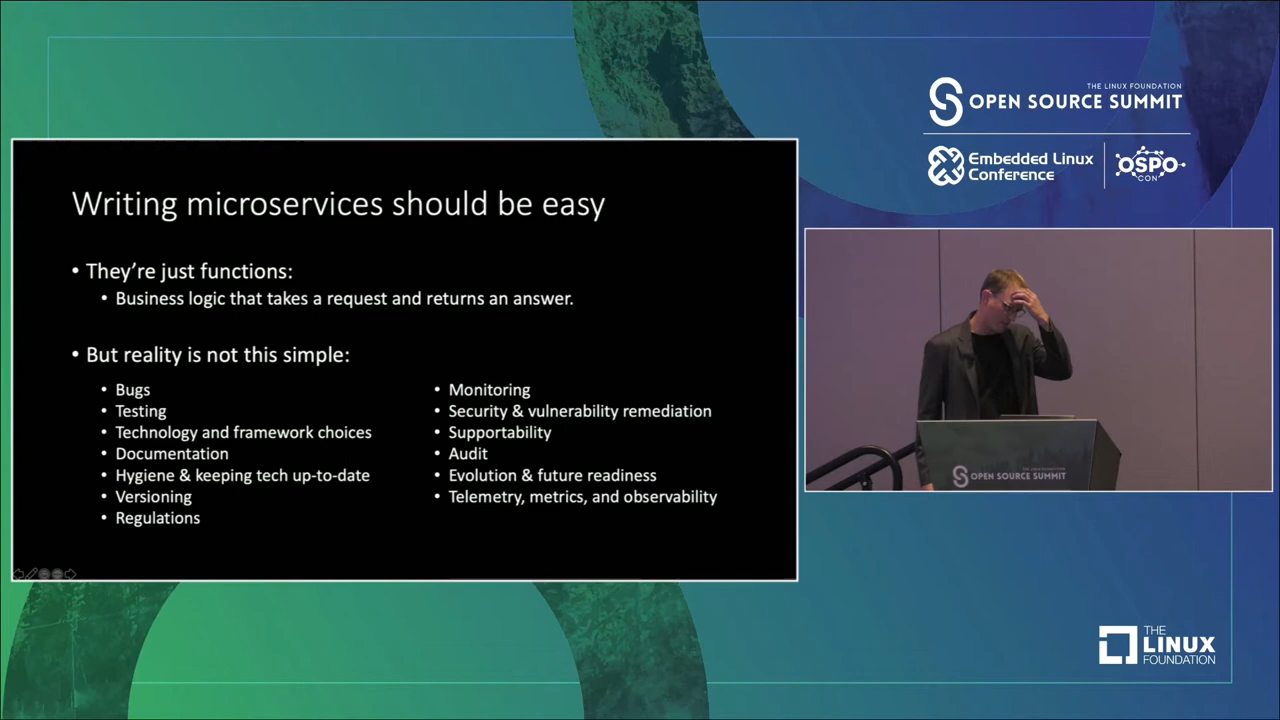 Writing microservices should be easy
• They're just functions:
• Business logic that takes a request and returns an answer.
• But reality is not this simple:
• Bugs
• Testing
• Technology and framework choices
• Documentation
• Hygiene & keeping tech up-to-date
• Versioning
• Regulations
• Monitoring
• Security & vulnerability remediation
• Supportability
• Audit
• Evolution & future readiness
• Telemetry, metrics, and observability
THE LINUX FOUNDATION
OPEN SOURCE SUMMIT
Embedded Linux
Conference
OSPO
CON
OPEN SOURCE SUMMIT
THE
LINUX
FOUNDATION